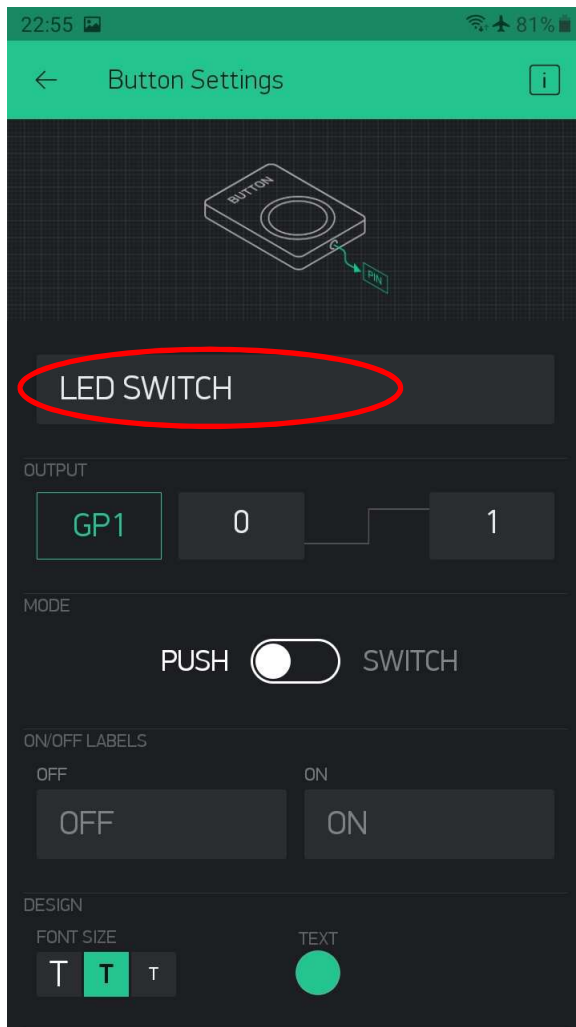 22:55 81%
Button Settings i
BUTTON
PIN
LED SWITCH
OUTPUT
GP1 0 1
MODE
PUSH SWITCH
ON/OFF LABELS
OFF ON
OFF ON
DESIGN
FONT SIZE TEXT
T T T